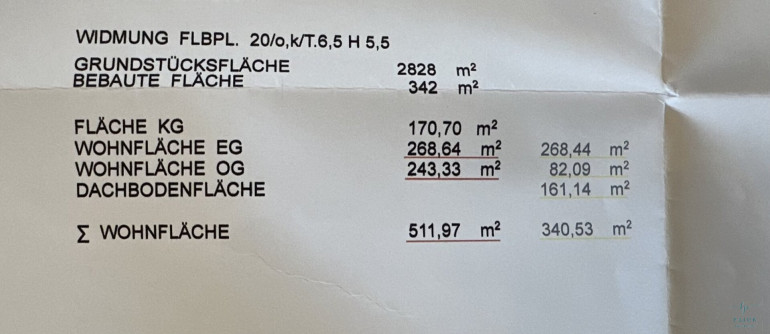 WIDMUNG FLBPL. 20/o,k/T.6,5 H 5,5
GRUNDSTÜCKSFLÄCHE 2828 m²
BEBAUTE FLÄCHE 342 m²
FLÄCHE KG 170,70 m²
WOHNFLÄCHE EG 268,64 m² 268,44 m²
WOHNFLÄCHE OG 243,33 m² 82,09 m²
DACHBODENFLÄCHE 161,14 m²
∑ WOHNFLÄCHE 511,97 m² 340,53 m²